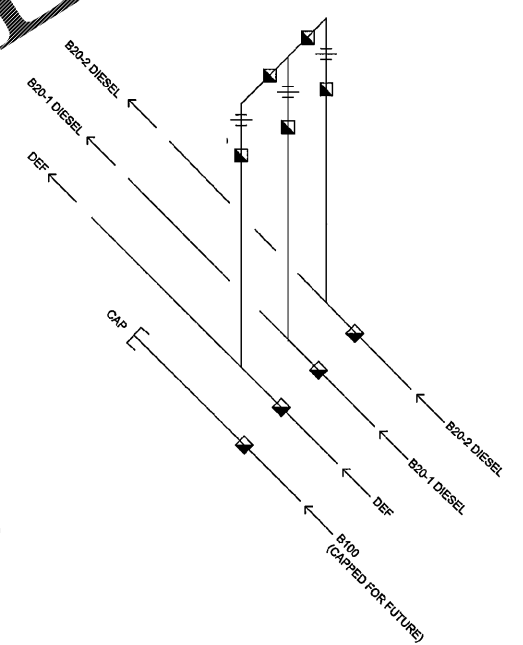 B20-2 DIESEL
B20-1 DIESEL
DEF
CAP
B20-2 DIESEL
B20-1 DIESEL
DEF
B100
(CAPPED FOR FUTURE)